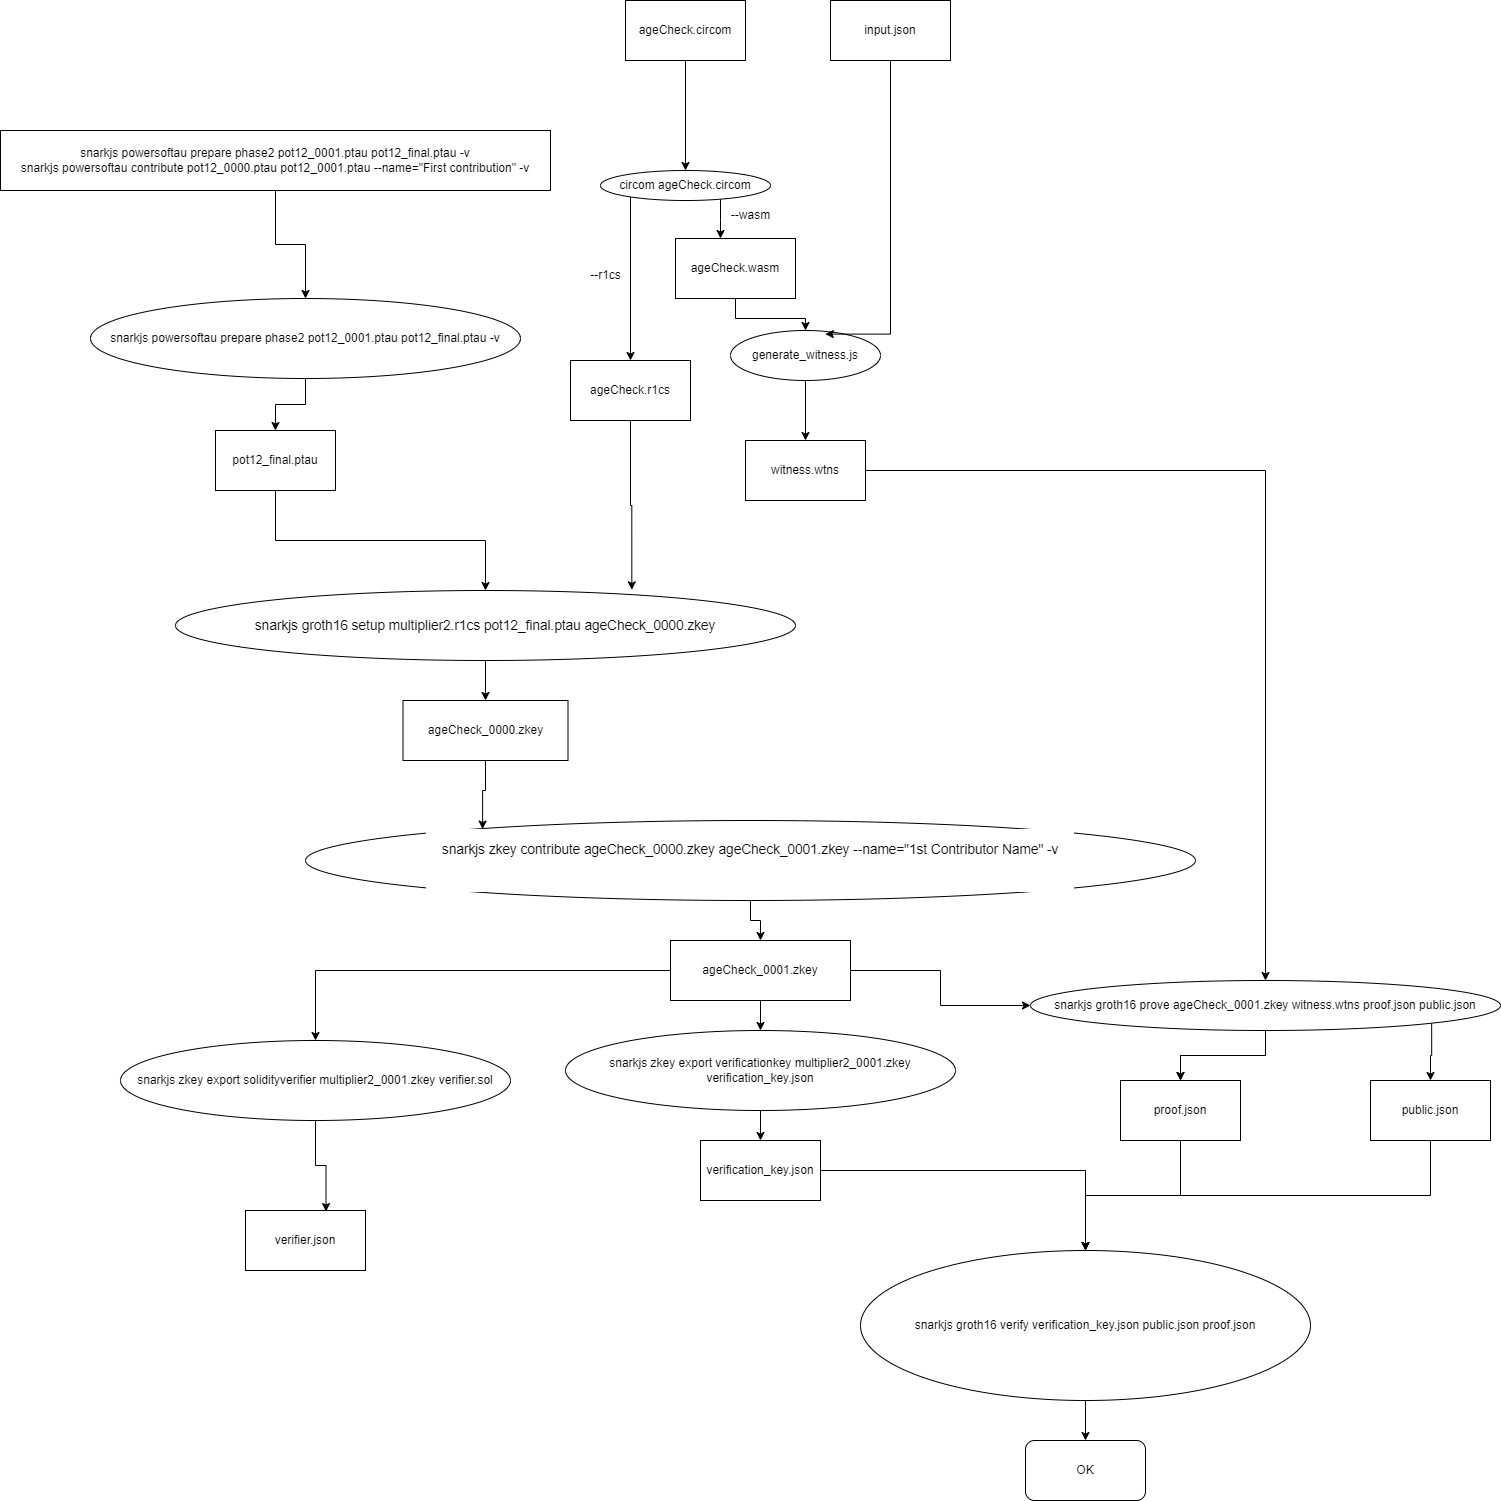 ageCheck.circom
input.json
snarkjs powersoftau prepare phase2 pot12_0001.ptau pot12_final.ptau -v
snarkjs powersoftau contribute pot12_0000.ptau pot12_0001.ptau --name="First contribution" -v
circom ageCheck.circom
--wasm
ageCheck.wasm
--r1cs
snarkjs powersoftau prepare phase2 pot12_0001.ptau pot12_final.ptau -v
generate_witness.js
ageCheck.r1cs
pot12_final.ptau
witness.wtns
snarkjs groth16 setup multiplier2.r1cs pot12_final.ptau ageCheck_0000.zkey
ageCheck_0000.zkey
snarkjs zkey contribute ageCheck_0000.zkey ageCheck_0001.zkey --name="1st Contributor Name" -v
ageCheck_0001.zkey
snarkjs groth16 prove ageCheck_0001.zkey witness.wtns proof.json public.json
snarkjs zkey export solidityverifier multiplier2_0001.zkey verifier.sol
snarkjs zkey export verificationkey multiplier2_0001.zkey
verification_key.json
proof.json
public.json
verification_key.json
verifier.json
snarkjs groth16 verify verification_key.json public.json proof.json
OK